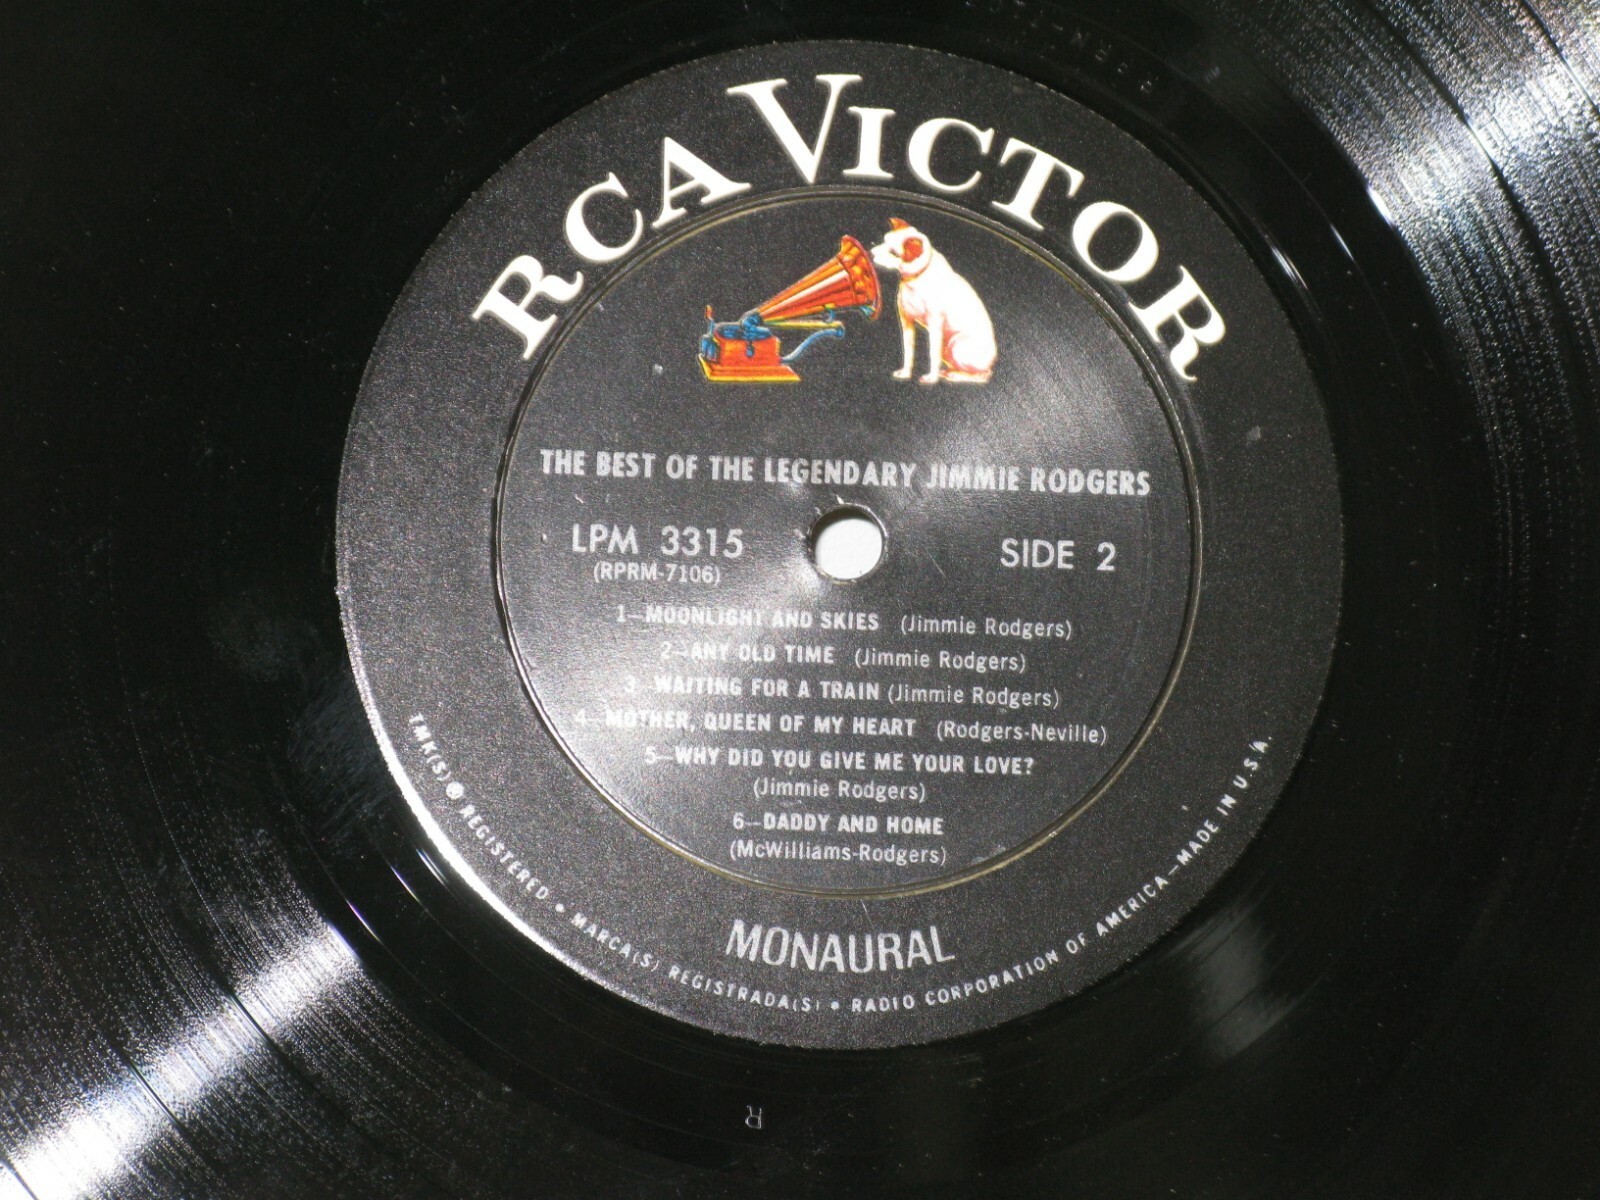 RCA VICTOR
THE BEST OF THE LEGENDARY JIMMIE RODGERS
LPM 3315
(RPRM-7106)
SIDE 2
1—MOONLIGHT AND SKIES (Jimmie Rodgers)
2—ANY OLD TIME (Jimmie Rodgers)
3—WAITING FOR A TRAIN (Jimmie Rodgers)
4—MOTHER, QUEEN OF MY HEART (Rodgers-Neville)
5—WHY DID YOU GIVE ME YOUR LOVE?
(Jimmie Rodgers)
6—DADDY AND HOME
(McWilliams-Rodgers)
MONAURAL
TMK(S) ® REGISTERED • MARCA(S) REGISTRADA(S) • RADIO CORPORATION OF AMERICA—MADE IN U.S.A.
R